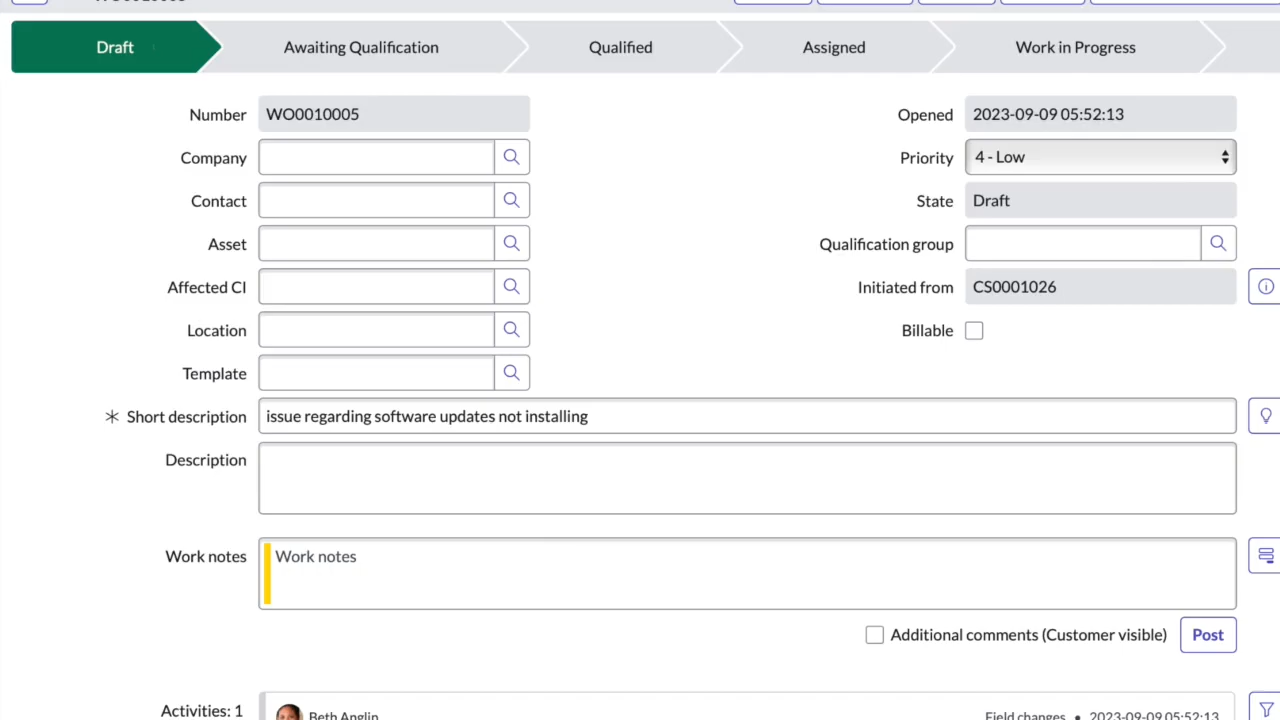 WO0010005
Draft
Awaiting Qualification
Qualified
Assigned
Work in Progress
Number WO0010005
Opened 2023-09-09 05:52:13
Company
Priority 4 - Low
Contact
State Draft
Asset
Qualification group
Affected CI
Initiated from CS0001026
Location
Billable
Template
* Short description issue regarding software updates not installing
Description
Work notes Work notes
Additional comments (Customer visible) Post
Activities: 1
Beth Anglin
Field changes • 2023-09-09 05:52:13